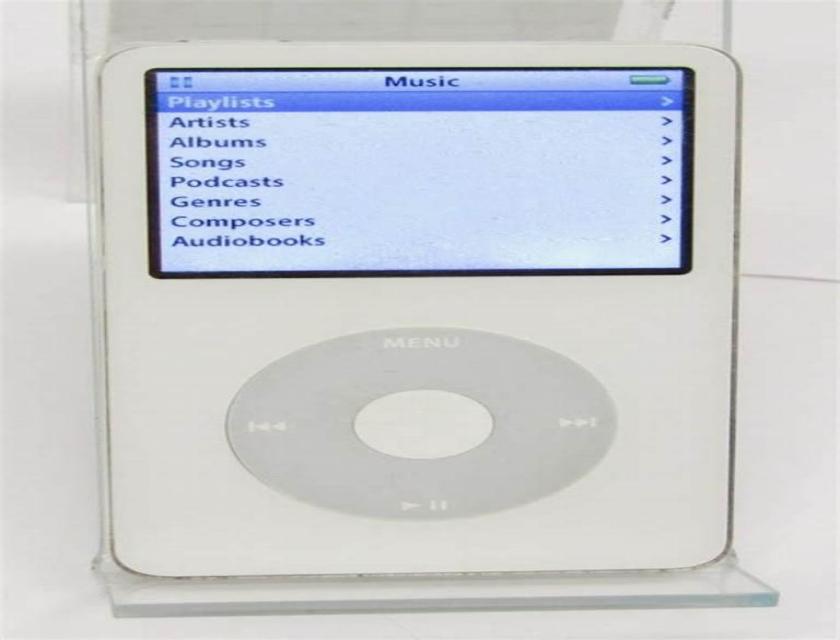 Music
Playlists >
Artists >
Albums >
Songs >
Podcasts >
Genres >
Composers >
Audiobooks >
MENU